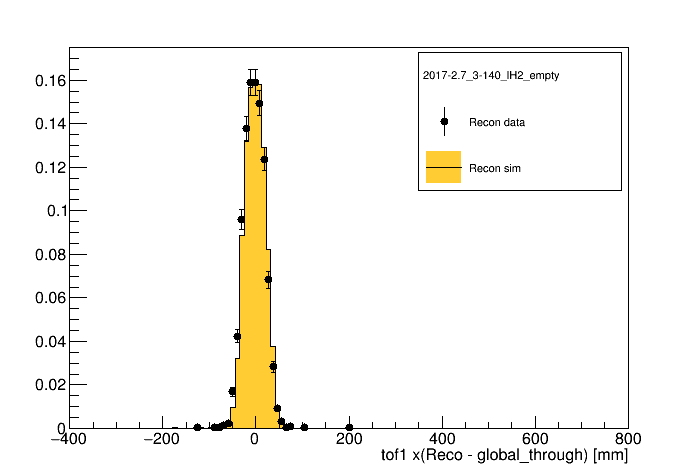 2017-2.7_3-140_lH2_empty
Recon data
Recon sim
0.16
0.14
0.12
0.1
0.08
0.06
0.04
0.02
0
−400 −200 0 200 400 600 800
tof1 x(Reco - global_through) [mm]